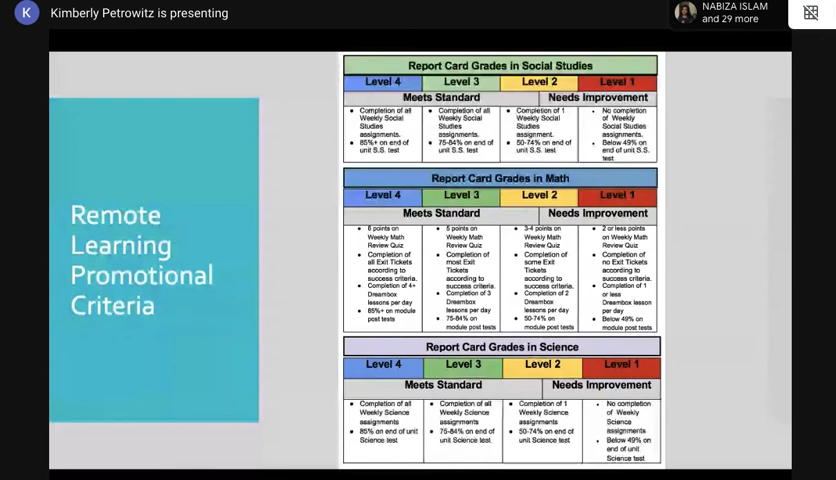 K
Kimberly Petrowitz is presenting
NABIZA ISLAM
and 29 more
Remote
Learning
Promotional
Criteria
Report Card Grades in Social Studies
Level 4 Level 3 Level 2 Level 1
Meets Standard Needs Improvement
• Completion of all
Weekly Social
Studies
assignments.
• 85%+ on end of
unit S.S. test
• Completion of all
Weekly Social
Studies
assignments.
• 75-84% on end of
unit S.S. test
• Completion of 1
Weekly Social
Studies
assignment.
• 50-74% on end of
unit S.S. test
• No completion
of Weekly
Social Studies
assignments.
• Below 49% on
end of unit S.S.
test
Report Card Grades in Math
Level 4 Level 3 Level 2 Level 1
Meets Standard Needs Improvement
• 6 points on
Weekly Math
Review Quiz
• Completion of
all Exit Tickets
according to
success criteria.
• Completion of 4+
Dreambox
lessons per day
• 85%+ on module
post tests
• 5 points on
Weekly Math
Review Quiz
• Completion of
most Exit
Tickets
according to
success criteria.
• Completion of 3
Dreambox
lessons per day
• 75-84% on
module post tests
• 3-4 points on
Weekly Math
Review Quiz
• Completion of
some Exit
Tickets
according to
success criteria.
• Completion of 2
Dreambox
lessons per day
• 50-74% on
module post tests
• 2 or less points
on Weekly Math
Review Quiz
• Completion of
no Exit Tickets
according to
success criteria.
• Completion of 1
or less
Dreambox lesson
per day
• Below 49% on
module post tests
Report Card Grades in Science
Level 4 Level 3 Level 2 Level 1
Meets Standard Needs Improvement
• Completion of all
Weekly Science
assignments
• 85% on end of unit
Science test
• Completion of all
Weekly Science
assignments
• 75-84% on end of
unit Science test
• Completion of 1
Weekly Science
assignments
• 50-74% on end of
unit Science test
• No completion
of Weekly
Science
assignments
• Below 49% on
end of unit
Science test